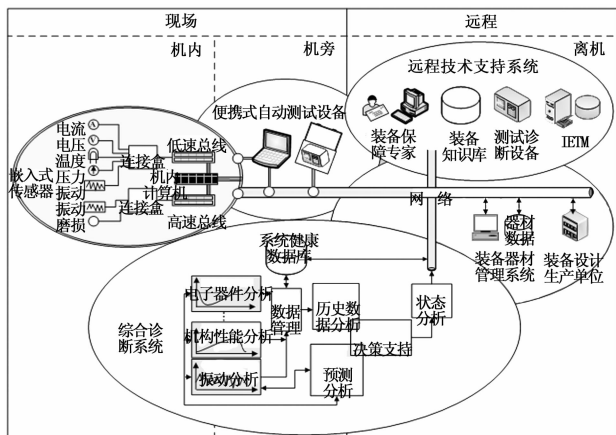 现场
远程
机内
机旁
离机
远程技术支持系统
便携式自动测试设备
电流
电压
温度
压力
振动
振动
磨损
嵌入式
传感器
连接盒
连接盒
低速总线
机内
计算机
高速总线
装备保
障专家
装备
知识库
测试诊
断设备
IETM
网络
器材
数据
装备器材
管理系统
装备设计
生产单位
系统健康
数据库
电子器件分析
机构性能分析
振动分析
综合诊
断系统
数据
管理
历史数
据分析
状态
分析
决策支持
预测
分析